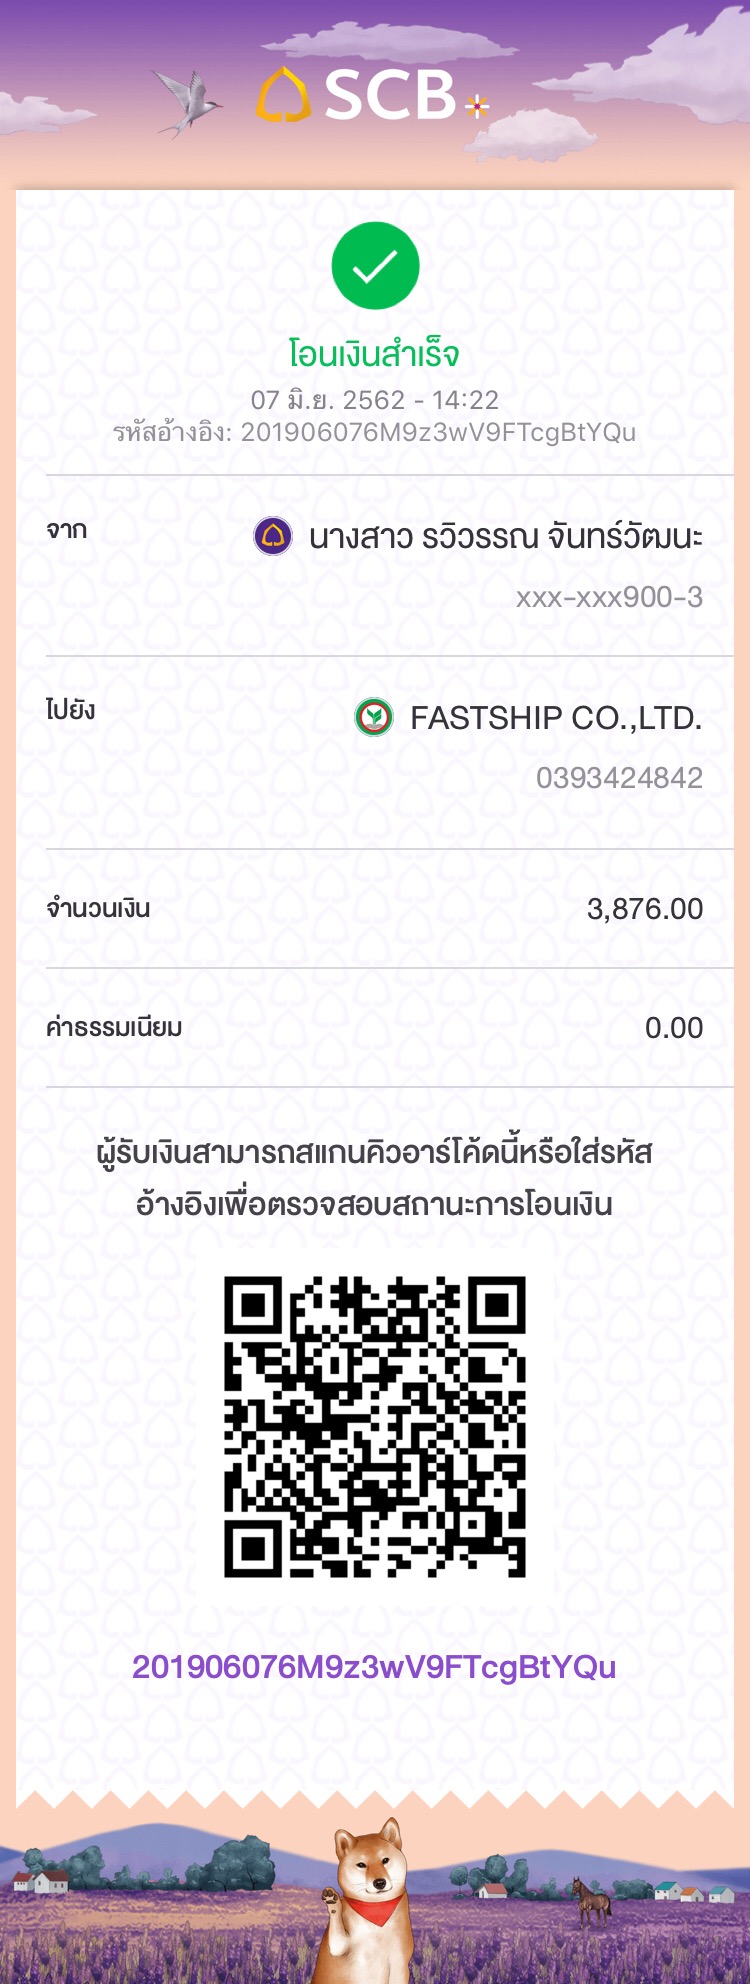 SCB
โอนเงินสำเร็จ
07 มิ.ย. 2562 - 14:22
รหัสอ้างอิง: 201906076M9z3wV9FTcgBtYQu
จาก
นางสาว รวิวรรณ จันทร์วัฒนะ
xxx-xxx900-3
ไปยัง
FASTSHIP CO.,LTD.
0393424842
จำนวนเงิน 3,876.00
ค่าธรรมเนียม 0.00
ผู้รับเงินสามารถสแกนคิวอาร์โค้ดนี้หรือใส่รหัส
อ้างอิงเพื่อตรวจสอบสถานะการโอนเงิน
201906076M9z3wV9FTcgBtYQu